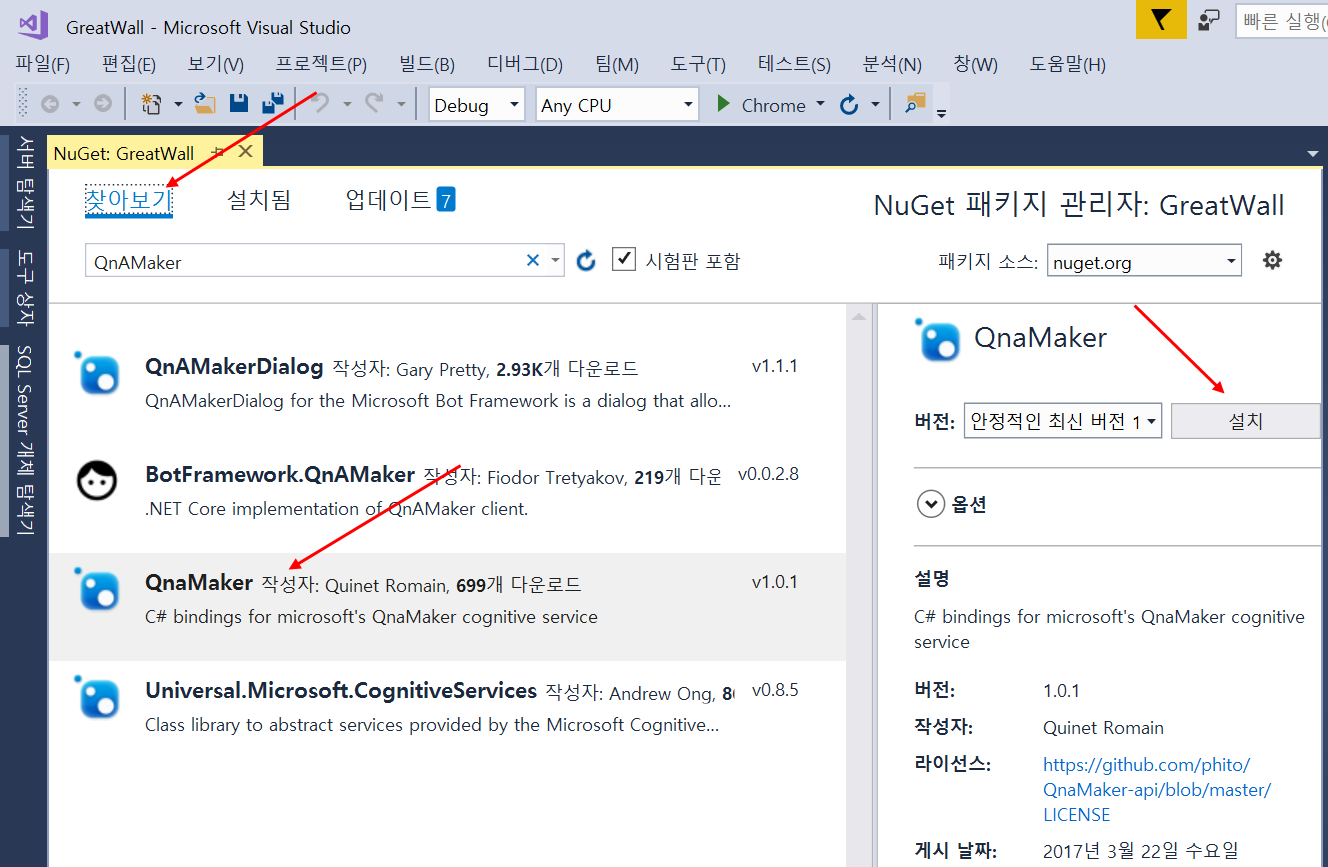 GreatWall - Microsoft Visual Studio
빠른 실행(
파일(F) 편집(E) 보기(V) 프로젝트(P) 빌드(B) 디버그(D) 팀(M) 도구(T) 테스트(S) 분석(N) 창(W) 도움말(H)
Debug Any CPU Chrome
서버 탐색기
도구 상자
SQL Server 개체 탐색기
NuGet: GreatWall
찾아보기 설치됨 업데이트 7
NuGet 패키지 관리자: GreatWall
QnAMaker 시험판 포함
패키지 소스: nuget.org
QnAMakerDialog 작성자: Gary Pretty, 2.93K개 다운로드 v1.1.1
QnAMakerDialog for the Microsoft Bot Framework is a dialog that allo...
BotFramework.QnAMaker 작성자: Fiodor Tretyakov, 219개 다운 v0.0.2.8
.NET Core implementation of QnAMaker client.
QnaMaker 작성자: Quinet Romain, 699개 다운로드 v1.0.1
C# bindings for microsoft's QnaMaker cognitive service
Universal.Microsoft.CognitiveServices 작성자: Andrew Ong, v0.8.5
Class library to abstract services provided by the Microsoft Cognitive...
QnaMaker
버전: 안정적인 최신 버전 1 설치
옵션
설명
C# bindings for microsoft's QnaMaker cognitive
service
버전: 1.0.1
작성자: Quinet Romain
라이선스: https://github.com/phito/
QnaMaker-api/blob/master/
LICENSE
게시 날짜: 2017년 3월 22일 수요일